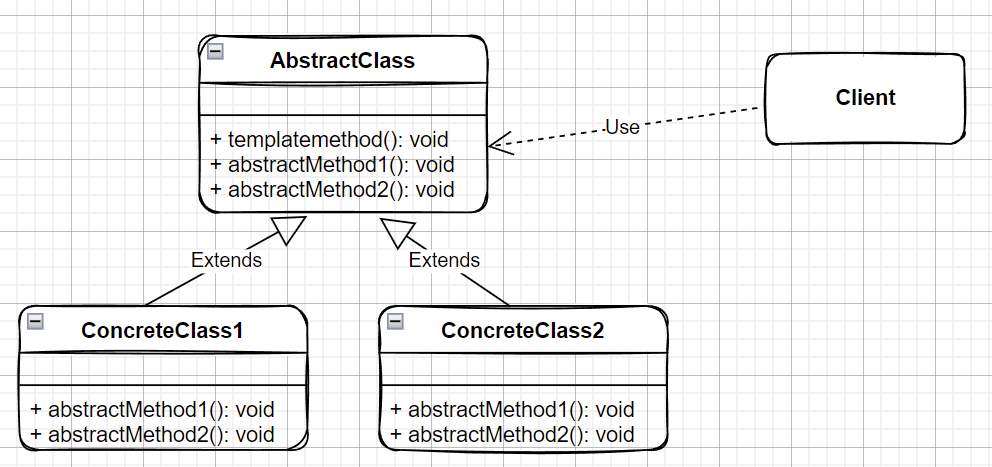 AbstractClass
+ templatemethod(): void
+ abstractMethod1(): void
+ abstractMethod2(): void
Client
Use
Extends
Extends
ConcreteClass1
+ abstractMethod1(): void
+ abstractMethod2(): void
ConcreteClass2
+ abstractMethod1(): void
+ abstractMethod2(): void